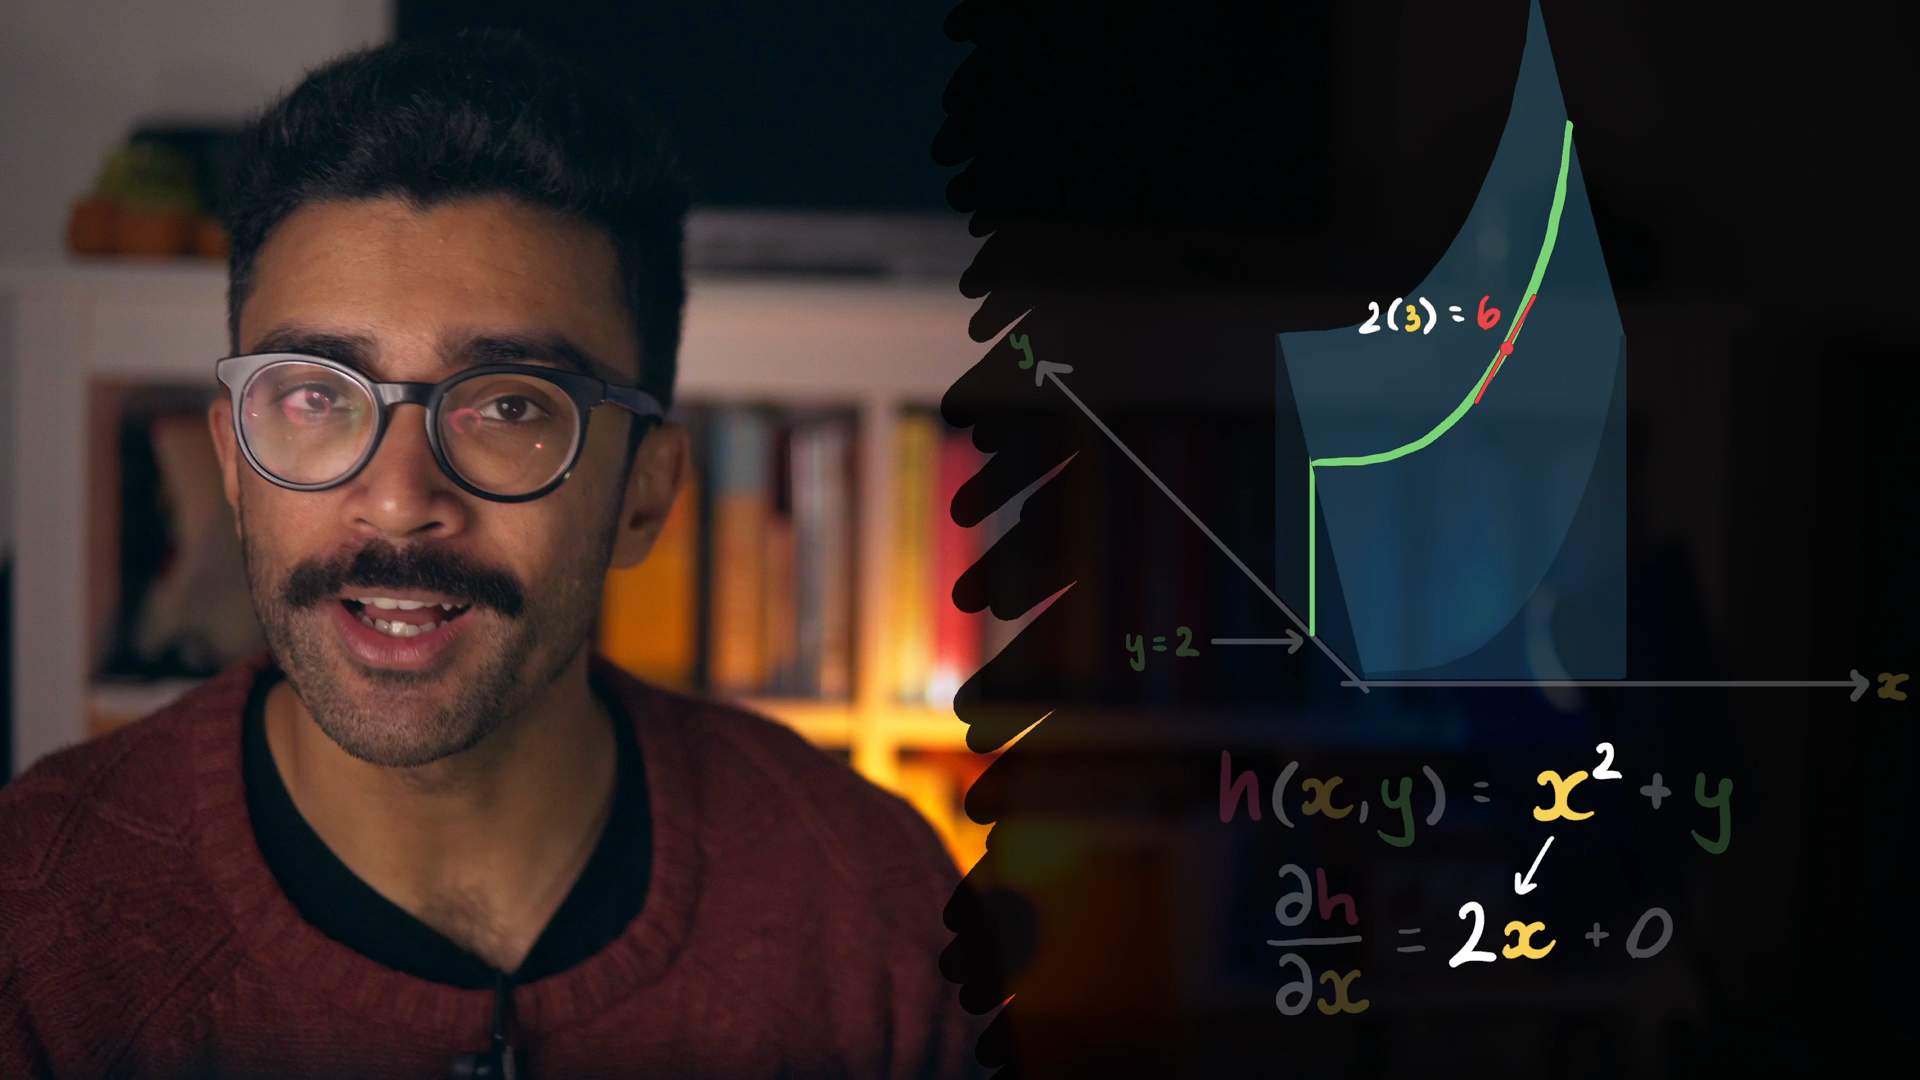 2(3) = 6
y
y=2
x
h(x,y) = x² + y
∂h/∂x = 2x + 0